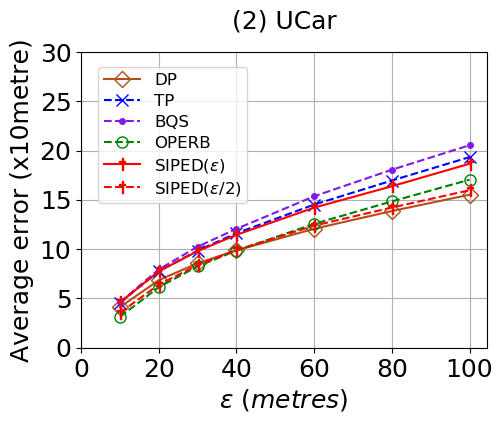 (2) UCar
Average error (x10metre)
30
25
20
15
10
5
0
DP
TP
BQS
OPERB
SIPED(ε)
SIPED(ε/2)
0 20 40 60 80 100
ε (metres)